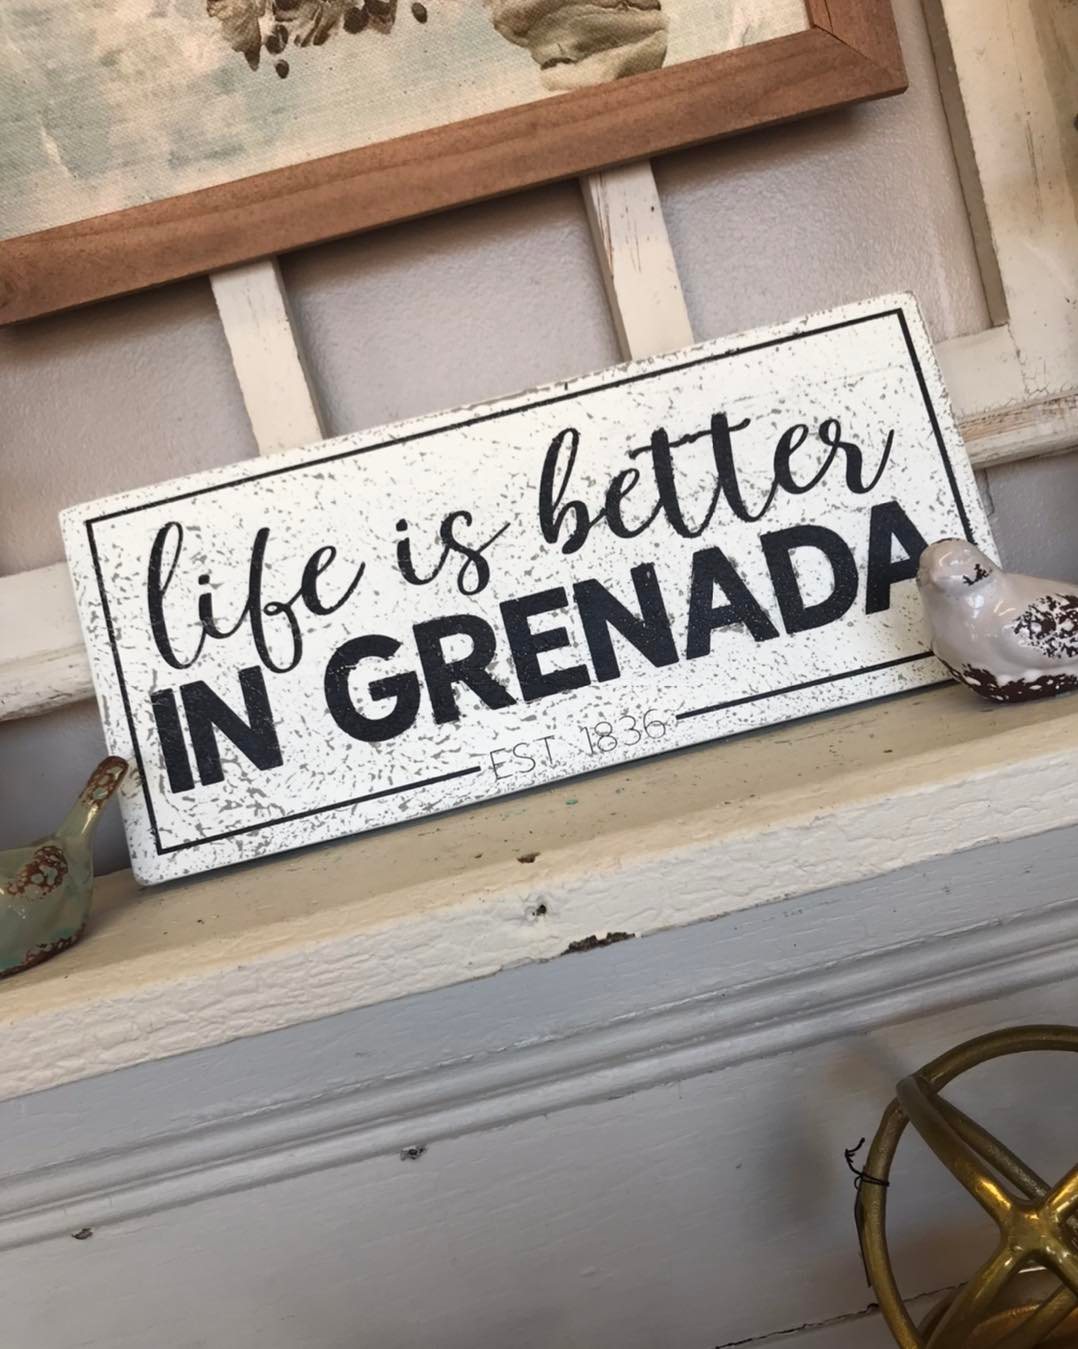 life is better
IN GRENADA
EST. 1836